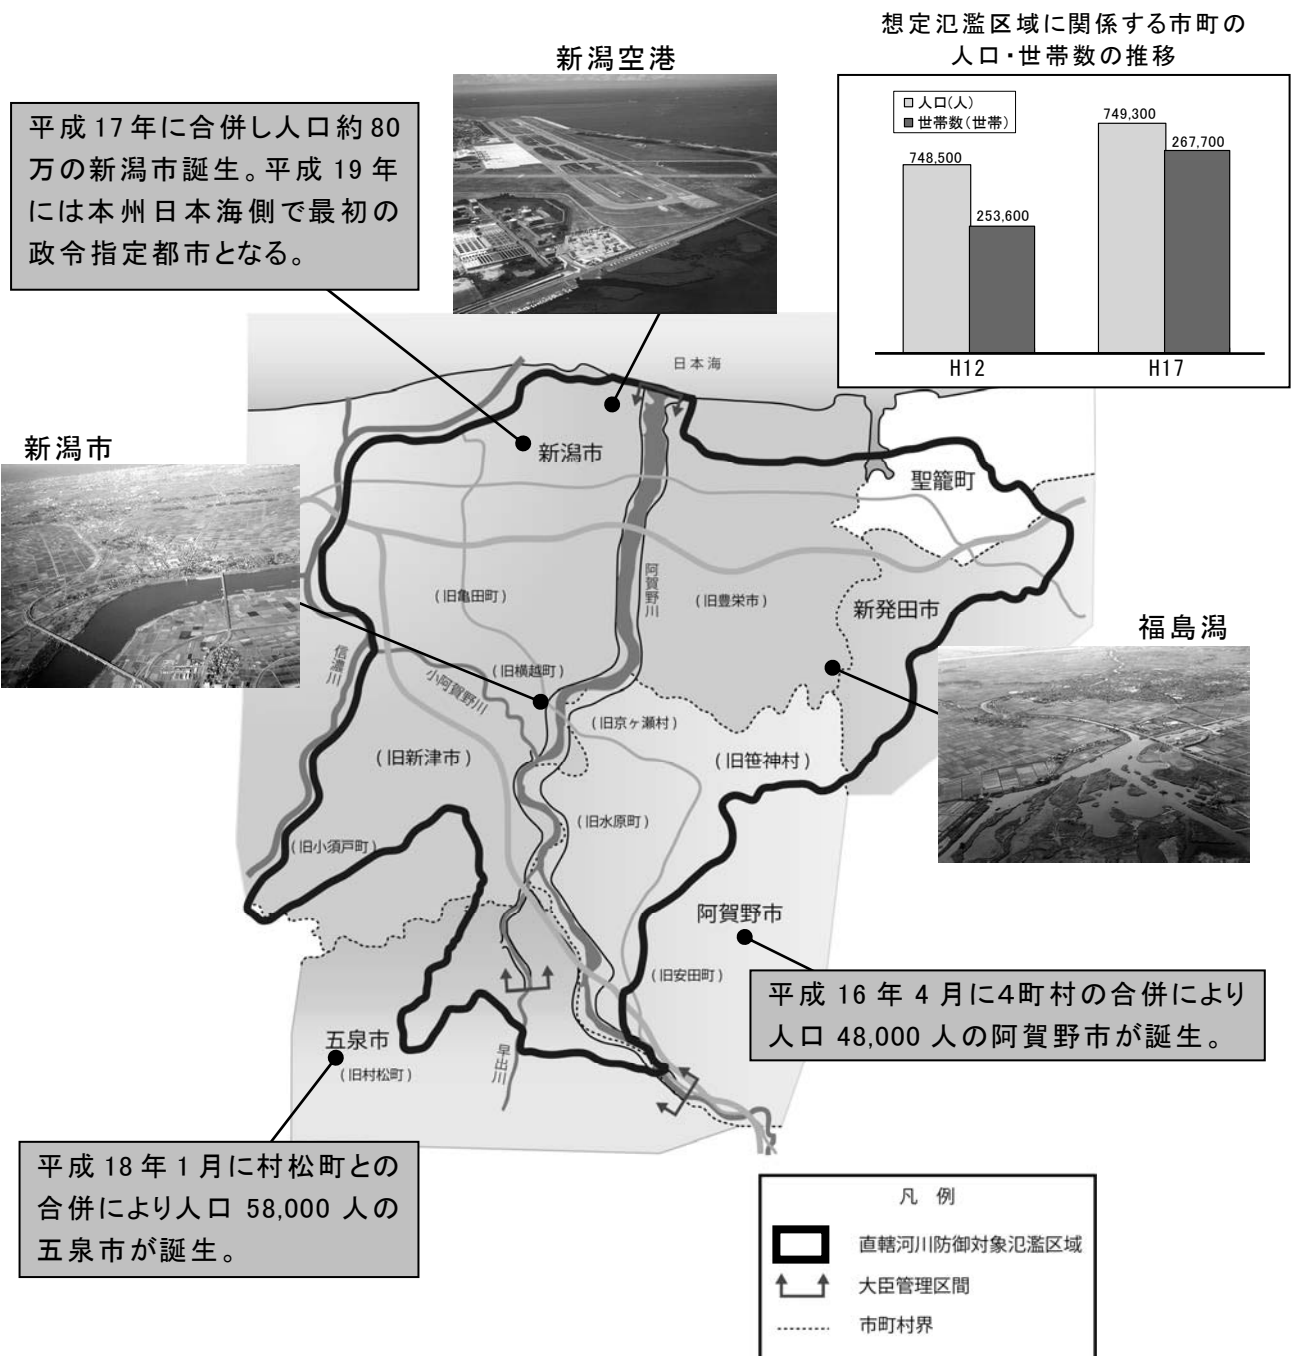 想定氾濫区域に関係する市町の
人口・世帯数の推移
人口(人)
世帯数(世帯)
748,500
253,600
749,300
267,700
H12
H17
新潟空港
平成17年に合併し人口約80
万の新潟市誕生。平成19年
には本州日本海側で最初の
政令指定都市となる。
日本海
新潟市
新潟市
聖籠町
(旧亀田町)
阿賀野川
(旧豊栄市)
新発田市
福島潟
信濃川
小阿賀野川
(旧横越町)
(旧京ヶ瀬村)
(旧新津市)
(旧笹神村)
(旧水原町)
(旧小須戸町)
阿賀野市
(旧安田町)
平成16年4月に4町村の合併により
人口48,000人の阿賀野市が誕生。
五泉市
(旧村松町)
早出川
平成18年1月に村松町との
合併により人口58,000人の
五泉市が誕生。
凡例
直轄河川防御対象氾濫区域
大臣管理区間
市町村界